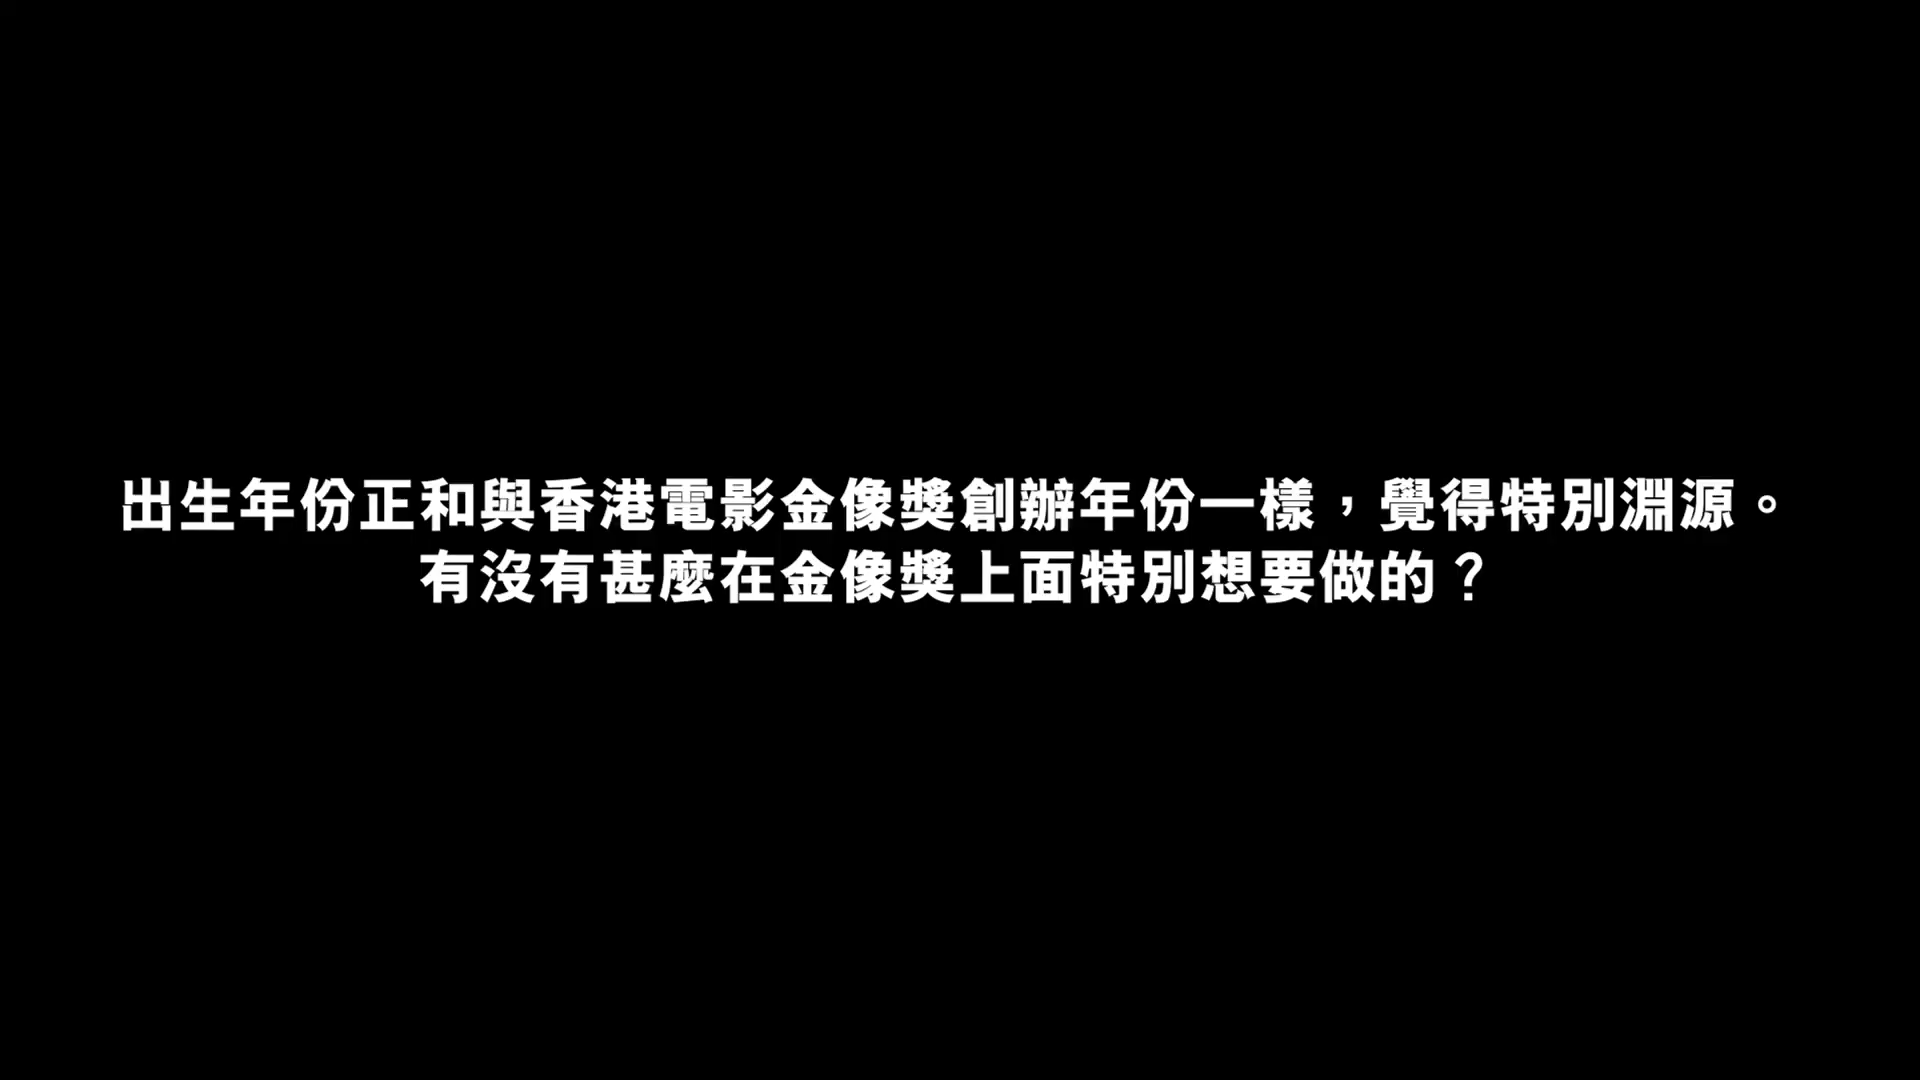 出生年份正和與香港電影金像獎創辦年份一樣，覺得特別淵源。
有沒有甚麼在金像獎上面特別想要做的？